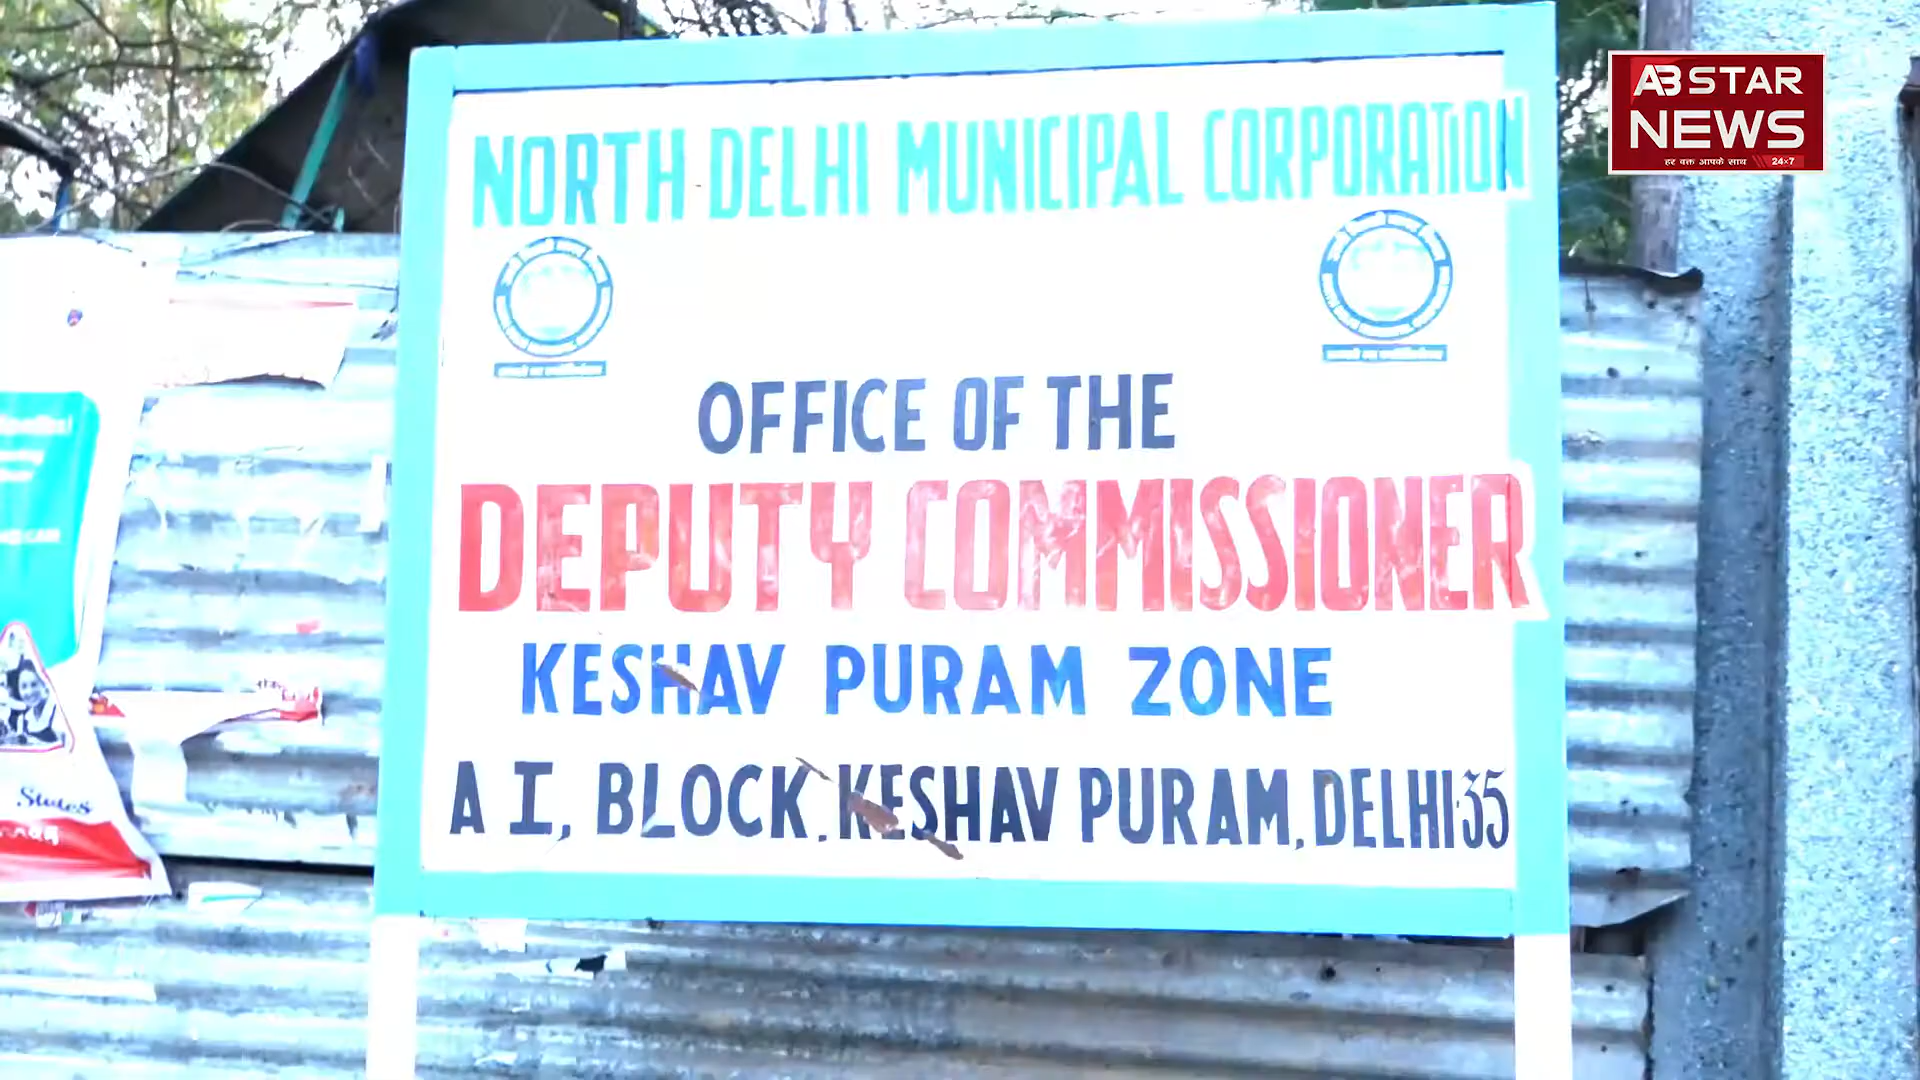 AB STAR
NEWS
हर वक्त आपके साथ 24×7
NORTH DELHI MUNICIPAL CORPORATION
OFFICE OF THE
DEPUTY COMMISSIONER
KESHAV PURAM ZONE
A I, BLOCK, KESHAV PURAM, DELHI-35
States